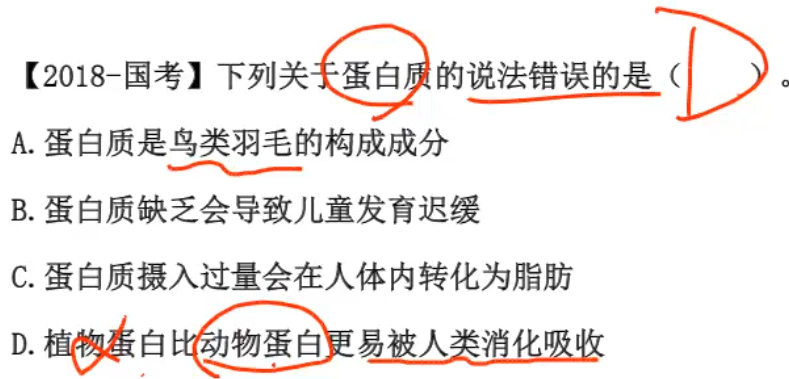 【2018-国考】下列关于蛋白质的说法错误的是（ D ）。
A.蛋白质是鸟类羽毛的构成成分
B.蛋白质缺乏会导致儿童发育迟缓
C.蛋白质摄入过量会在人体内转化为脂肪
D.植物蛋白比动物蛋白更易被人类消化吸收